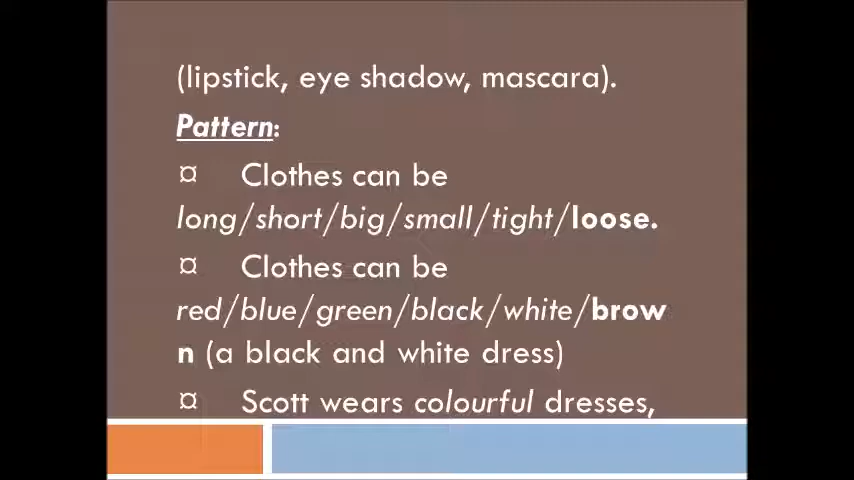 (lipstick, eye shadow, mascara).
Pattern:
¤ Clothes can be
long/short/big/small/tight/loose.
¤ Clothes can be
red/blue/green/black/white/brow
n (a black and white dress)
¤ Scott wears colourful dresses,